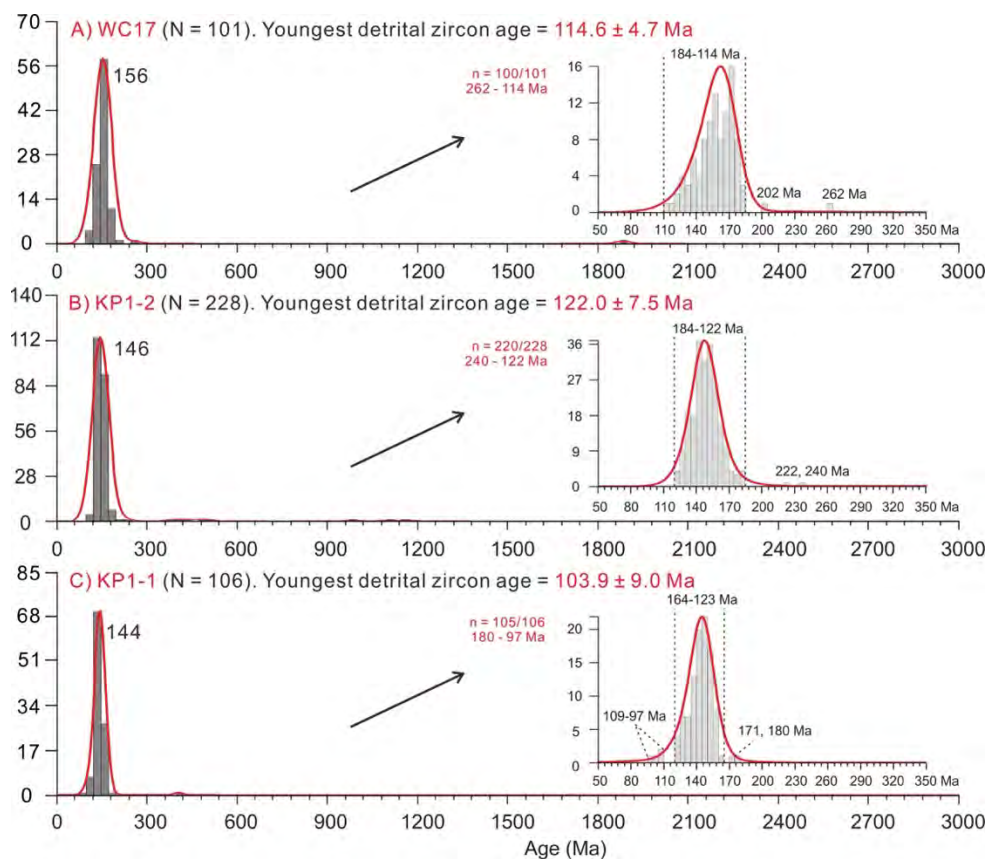 A) WC17 (N = 101). Youngest detrital zircon age = 114.6 ± 4.7 Ma
70
56
42
28
14
0
156
n = 100/101
262 - 114 Ma
184-114 Ma
16
12
8
4
0
202 Ma
262 Ma
50 80 110 140 170 200 230 260 290 320 350 Ma
0 300 600 900 1200 1500 1800 2100 2400 2700 3000
B) KP1-2 (N = 228). Youngest detrital zircon age = 122.0 ± 7.5 Ma
140
112
84
56
28
0
146
n = 220/228
240 - 122 Ma
184-122 Ma
36
27
18
9
0
222, 240 Ma
50 80 110 140 170 200 230 260 290 320 350 Ma
0 300 600 900 1200 1500 1800 2100 2400 2700 3000
C) KP1-1 (N = 106). Youngest detrital zircon age = 103.9 ± 9.0 Ma
85
68
51
34
17
0
144
n = 105/106
180 - 97 Ma
164-123 Ma
20
15
10
5
0
109-97 Ma
171, 180 Ma
50 80 110 140 170 200 230 260 290 320 350 Ma
0 300 600 900 1200 1500 1800 2100 2400 2700 3000
Age (Ma)